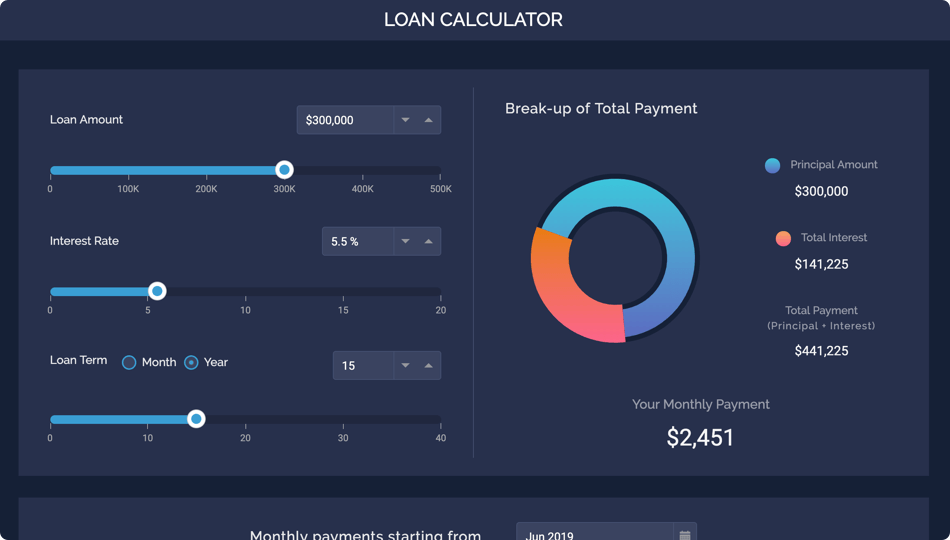 LOAN CALCULATOR
Loan Amount
$300,000
0 100K 200K 300K 400K 500K
Interest Rate
5.5 %
0 5 10 15 20
Loan Term Month Year
15
0 10 20 30 40
Break-up of Total Payment
Principal Amount
$300,000
Total Interest
$141,225
Total Payment
(Principal + Interest)
$441,225
Your Monthly Payment
$2,451
Monthly payments starting from
Jun 2019